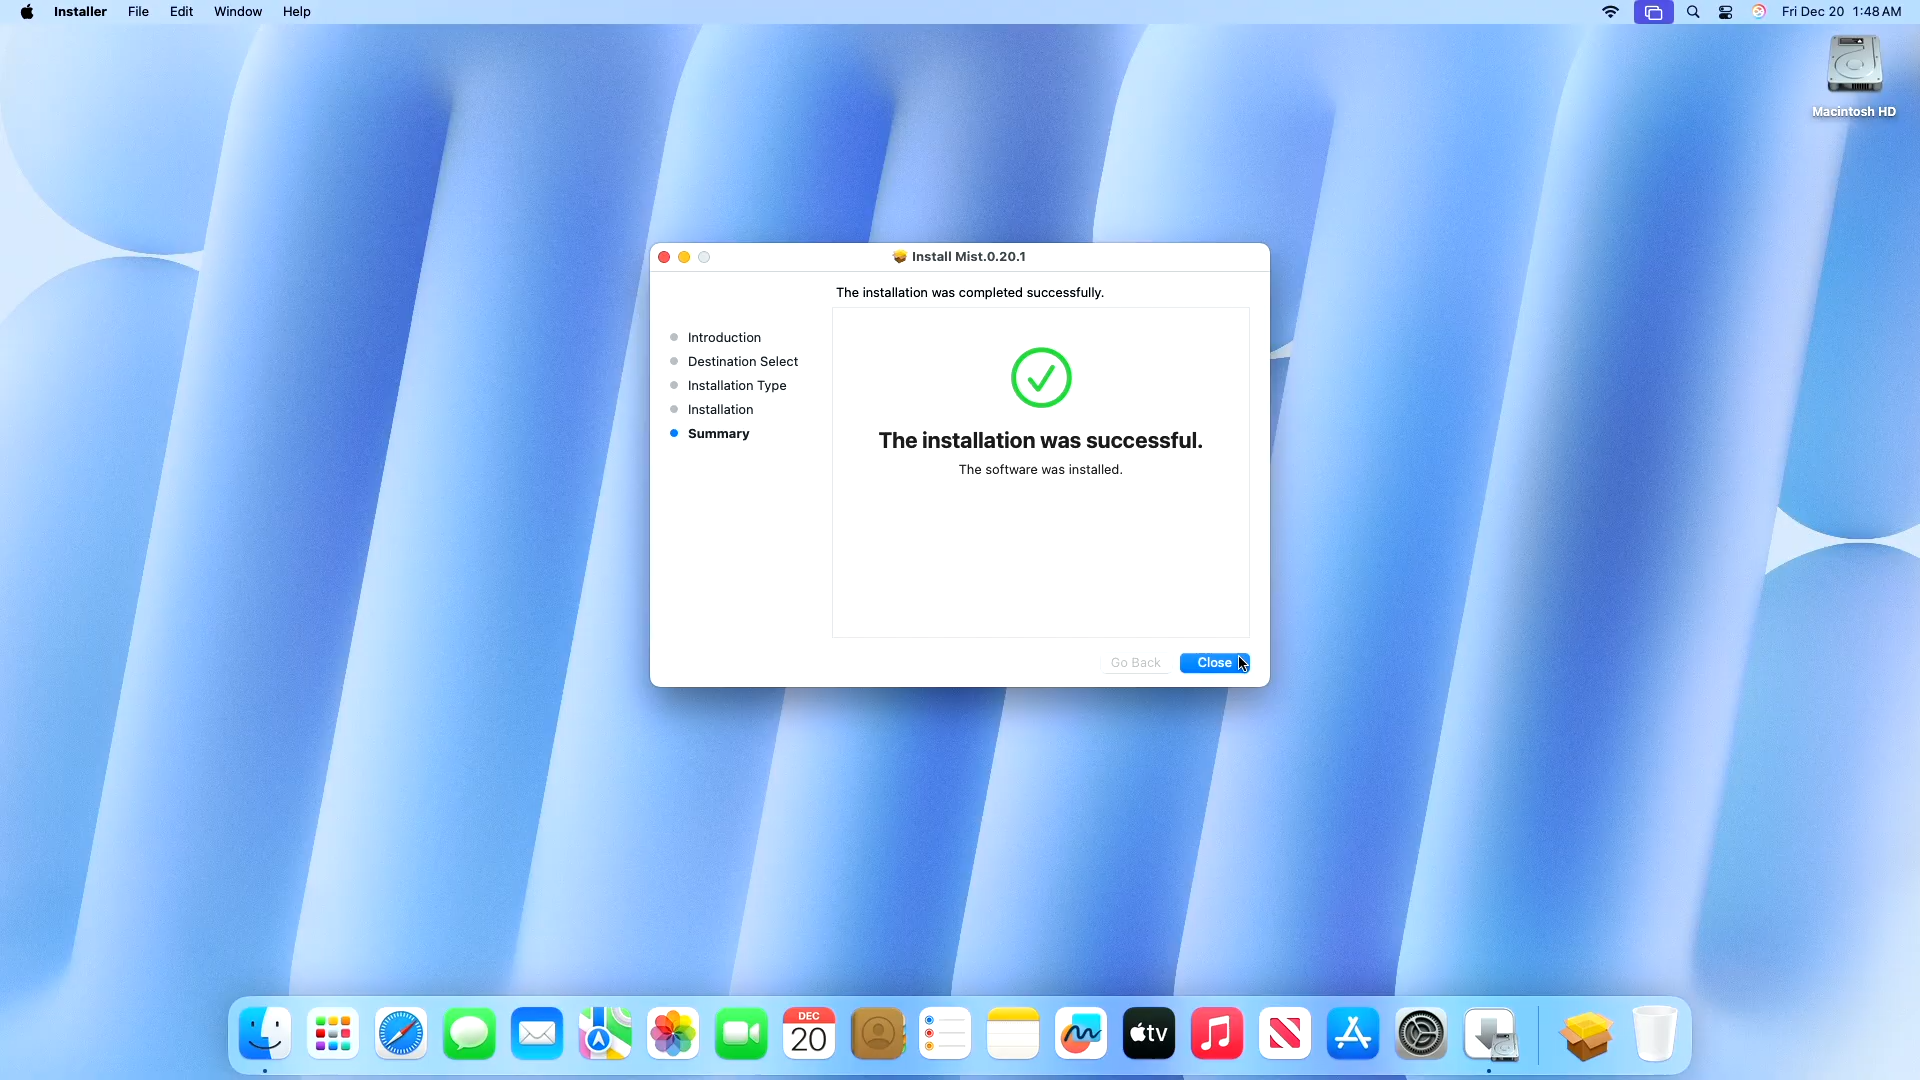 Installer File Edit Window Help Fri Dec 20 1:48 AM
Macintosh HD
Install Mist.0.20.1
The installation was completed successfully.
Introduction
Destination Select
Installation Type
Installation
Summary
The installation was successful.
The software was installed.
Go Back Close
DEC
20
tv